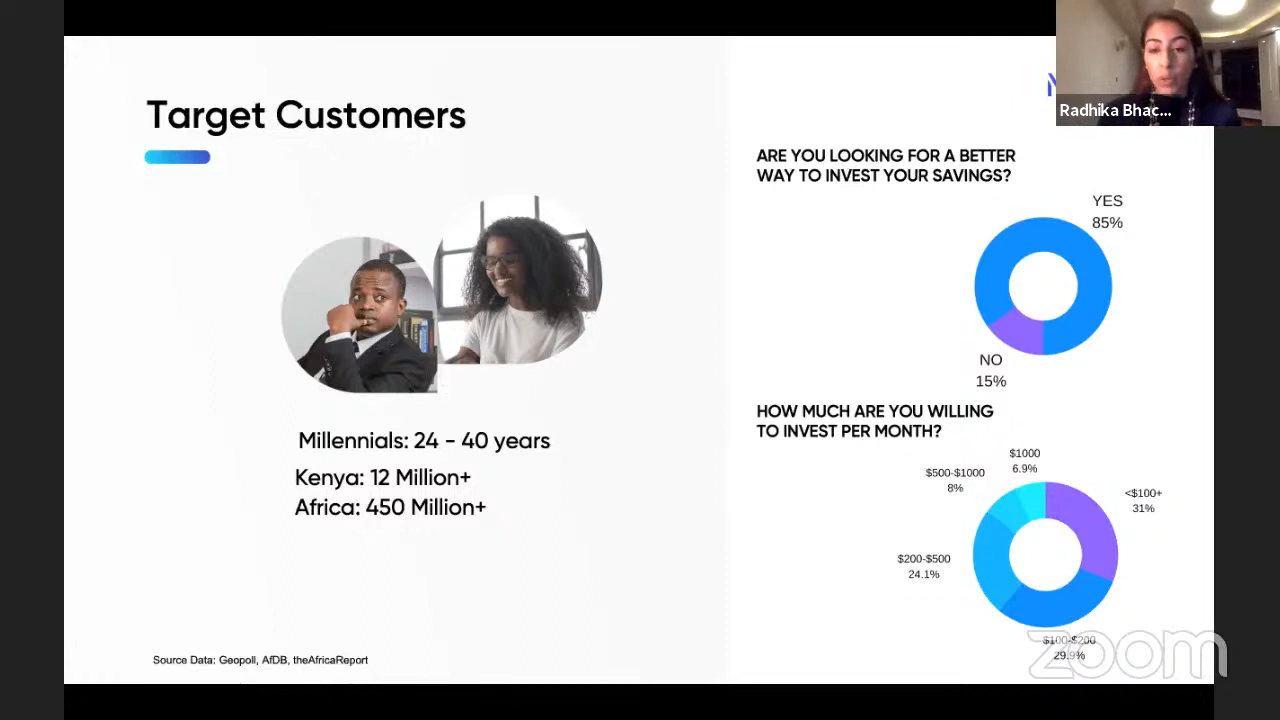 Target Customers
Radhika Bhac...
ARE YOU LOOKING FOR A BETTER
WAY TO INVEST YOUR SAVINGS?
YES
85%
NO
15%
Millennials: 24 - 40 years
Kenya: 12 Million+
Africa: 450 Million+
HOW MUCH ARE YOU WILLING
TO INVEST PER MONTH?
$1000
6.9%
$500-$1000
8%
<$100+
31%
$200-$500
24.1%
$100-$200
29.9%
Source Data: Geopoll, AfDB, theAfricaReport
zoom